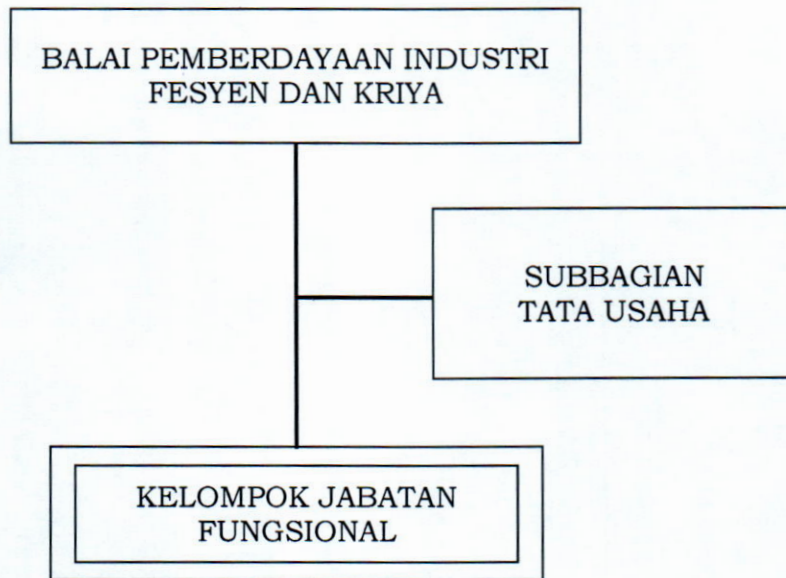 BALAI PEMBERDAYAAN INDUSTRI
FESYEN DAN KRIYA
SUBBAGIAN
TATA USAHA
KELOMPOK JABATAN
FUNGSIONAL